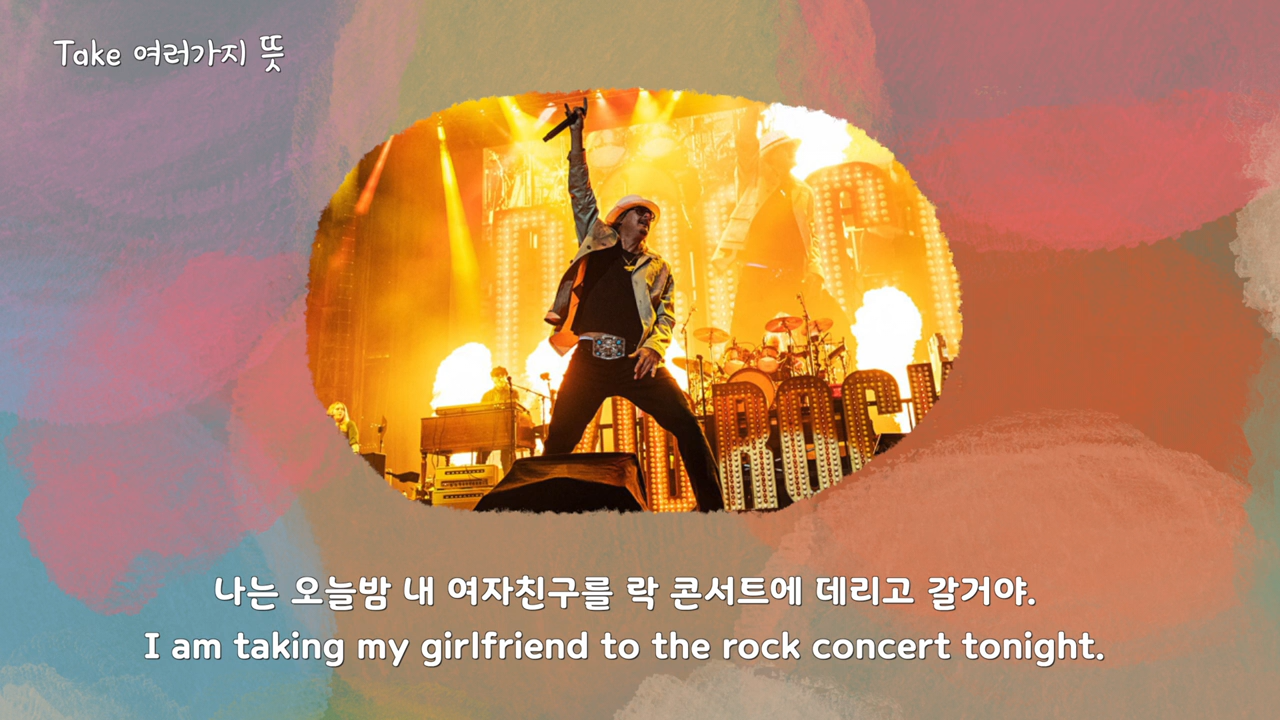 Take 여러가지 뜻
ROCK
나는 오늘밤 내 여자친구를 락 콘서트에 데리고 갈거야.
I am taking my girlfriend to the rock concert tonight.